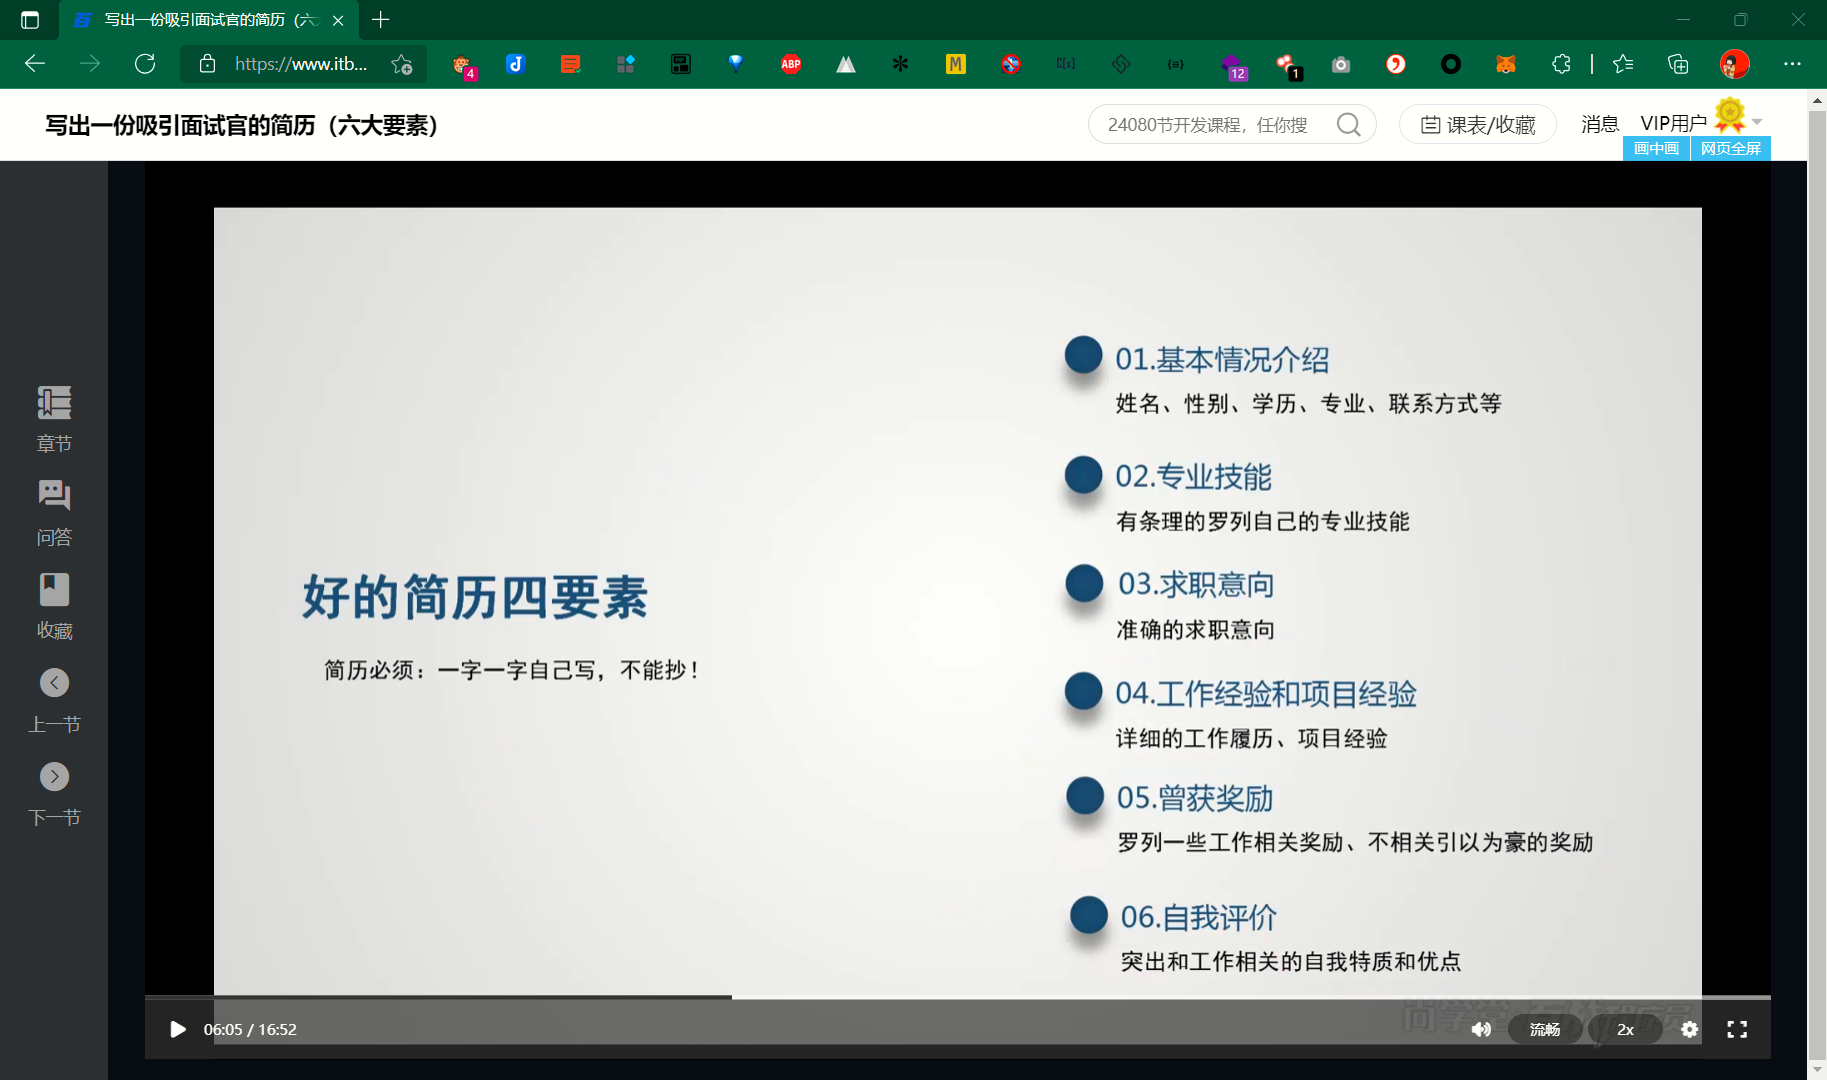 写出一份吸引面试官的简历（六
https://www.itb...
4
ABP
M
C[x]
12
1
写出一份吸引面试官的简历（六大要素）
24080节开发课程，任你搜
课表/收藏
消息
VIP用户
画中画
网页全屏
章节
问答
收藏
上一节
下一节
好的简历四要素
简历必须：一字一字自己写，不能抄！
01.基本情况介绍
姓名、性别、学历、专业、联系方式等
02.专业技能
有条理的罗列自己的专业技能
03.求职意向
准确的求职意向
04.工作经验和项目经验
详细的工作履历、项目经验
05.曾获奖励
罗列一些工作相关奖励、不相关引以为豪的奖励
06.自我评价
突出和工作相关的自我特质和优点
06:05 / 16:52
流畅
2x